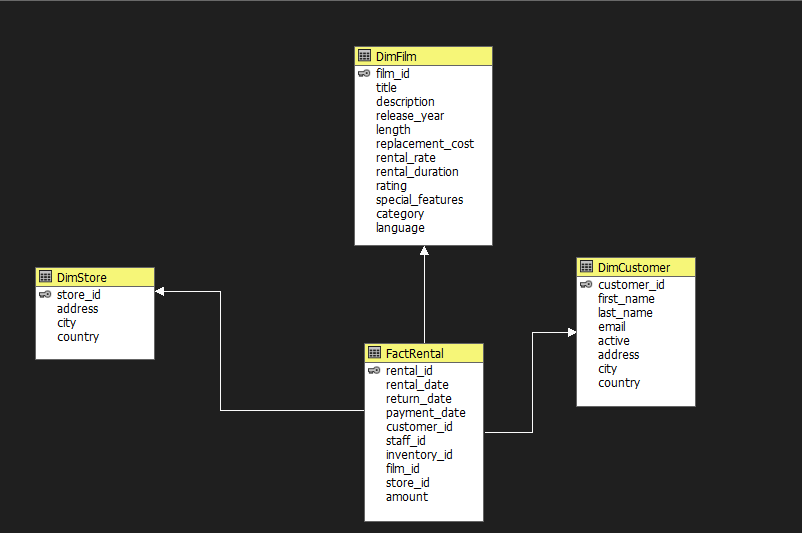 DimFilm
film_id
title
description
release_year
length
replacement_cost
rental_rate
rental_duration
rating
special_features
category
language
DimStore
store_id
address
city
country
DimCustomer
customer_id
first_name
last_name
email
active
address
city
country
FactRental
rental_id
rental_date
return_date
payment_date
customer_id
staff_id
inventory_id
film_id
store_id
amount